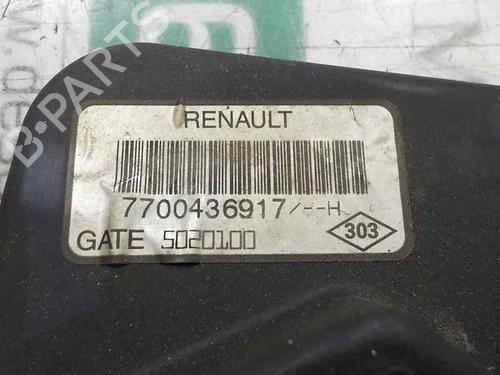 RENAULT
7700436917/--H
GATE 5020100
303
B-PARTS